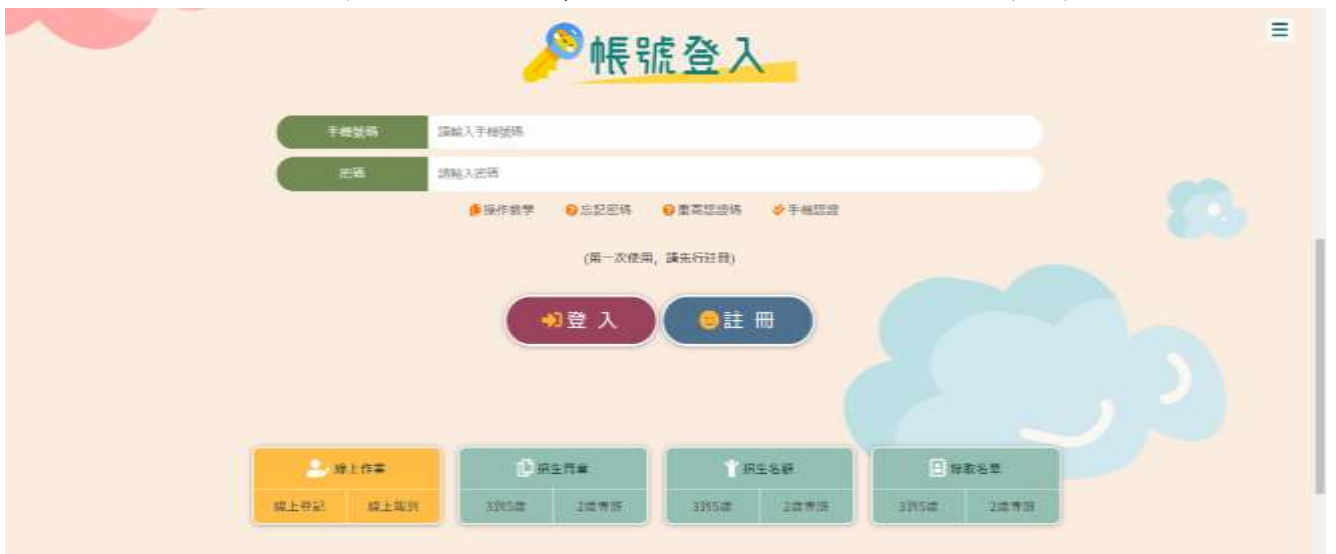 帳號登入
手機號碼 請輸入手機號碼
密碼 請輸入密碼
操作教學 忘記密碼 重寄認證碼 手機認證
(第一次使用，請先行註冊)
登入 註冊
線上作業 招生簡章 招生名額 錄取名單
線上登記 線上報到 3到5歲 2歲專班 3到5歲 2歲專班 3到5歲 2歲專班